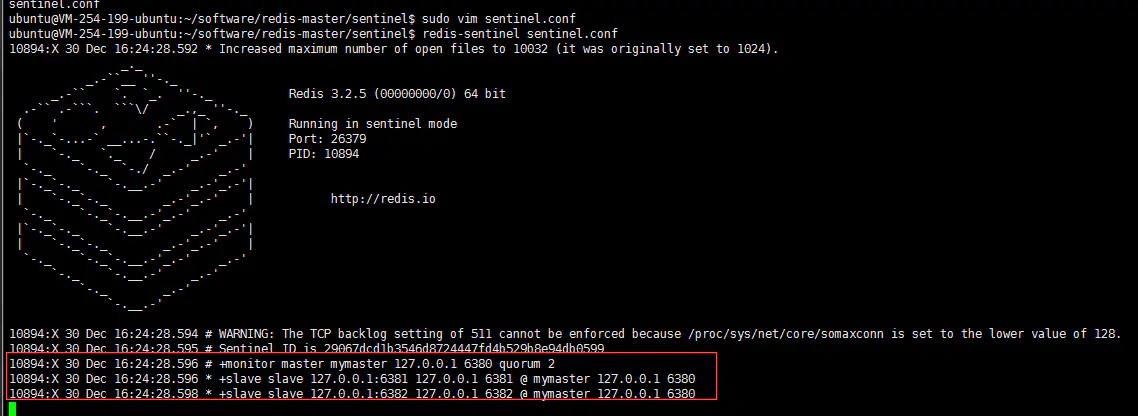 sentinel.conf
ubuntu@VM-254-199-ubuntu:~/software/redis-master/sentinel$ sudo vim sentinel.conf
ubuntu@VM-254-199-ubuntu:~/software/redis-master/sentinel$ redis-sentinel sentinel.conf
10894:X 30 Dec 16:24:28.592 * Increased maximum number of open files to 10032 (it was originally set to 1024).
Redis 3.2.5 (00000000/0) 64 bit
Running in sentinel mode
Port: 26379
PID: 10894
http://redis.io
10894:X 30 Dec 16:24:28.594 # WARNING: The TCP backlog setting of 511 cannot be enforced because /proc/sys/net/core/somaxconn is set to the lower value of 128.
10894:X 30 Dec 16:24:28.595 # Sentinel ID is 29067dcd1b3546d8724447fd4b529b8e94db0599
10894:X 30 Dec 16:24:28.596 # +monitor master mymaster 127.0.0.1 6380 quorum 2
10894:X 30 Dec 16:24:28.596 * +slave slave 127.0.0.1:6381 127.0.0.1 6381 @ mymaster 127.0.0.1 6380
10894:X 30 Dec 16:24:28.598 * +slave slave 127.0.0.1:6382 127.0.0.1 6382 @ mymaster 127.0.0.1 6380